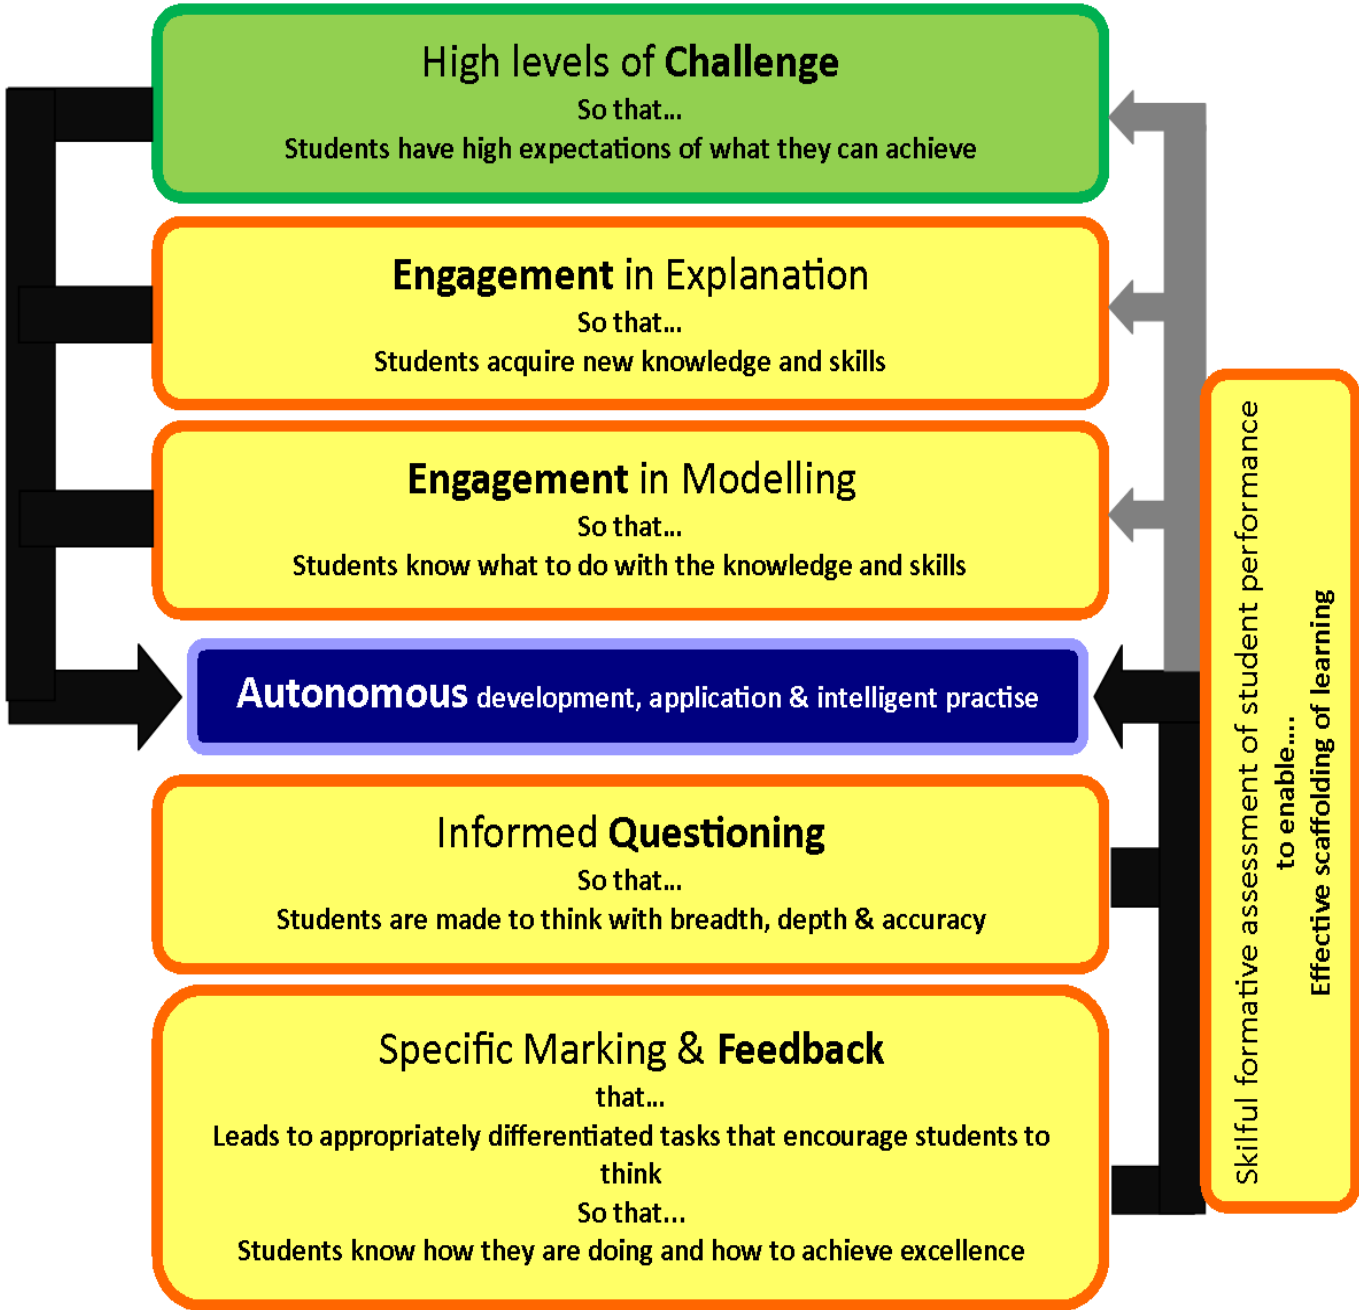 High levels of Challenge
So that...
Students have high expectations of what they can achieve
Engagement in Explanation
So that...
Students acquire new knowledge and skills
Engagement in Modelling
So that...
Students know what to do with the knowledge and skills
Autonomous development, application & intelligent practise
Informed Questioning
So that...
Students are made to think with breadth, depth & accuracy
Specific Marking & Feedback
that...
Leads to appropriately differentiated tasks that encourage students to
think
So that...
Students know how they are doing and how to achieve excellence
Skilful formative assessment of student performance
to enable....
Effective scaffolding of learning